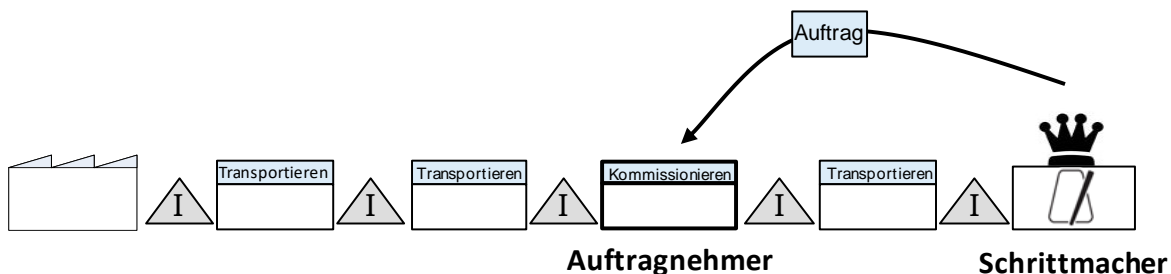 Auftrag
Transportieren
Transportieren
Kommissionieren
Transportieren
I
I
I
I
I
Auftragnehmer
Schrittmacher